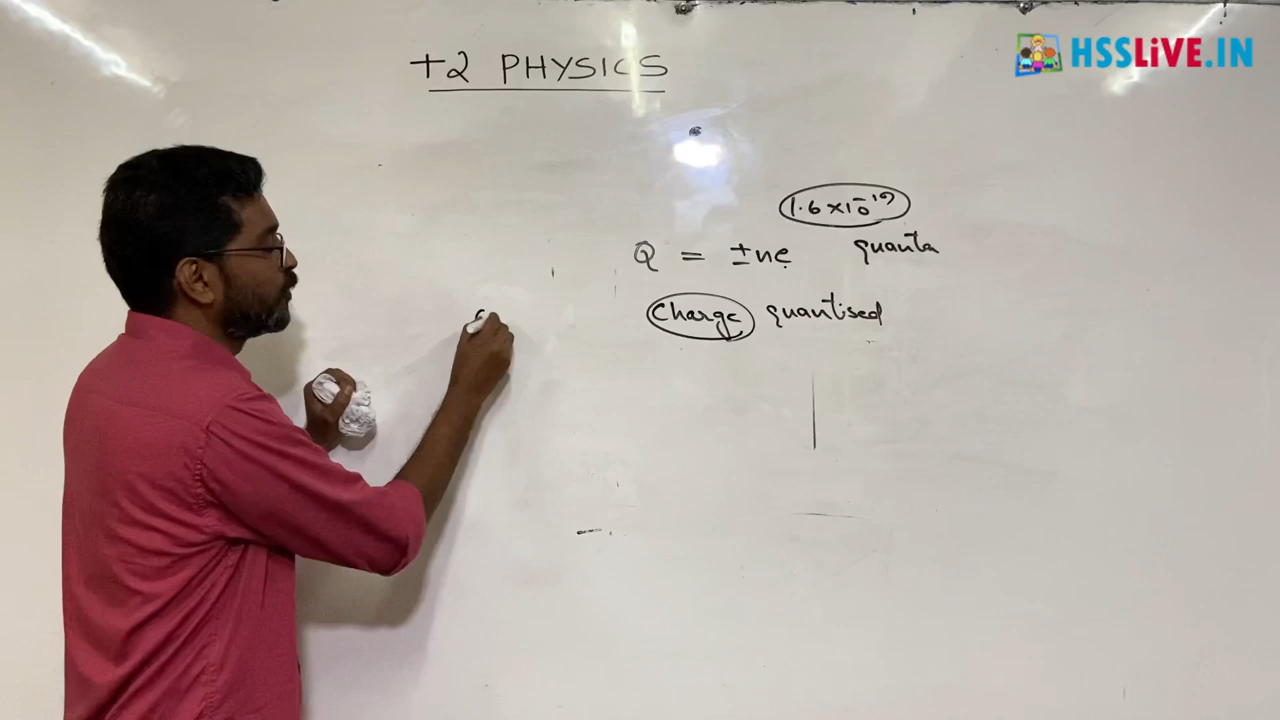 HSSLiVE.IN
+2 PHYSICS
1.6×10⁻¹⁹
Q = ±ne quanta
Charge quantised